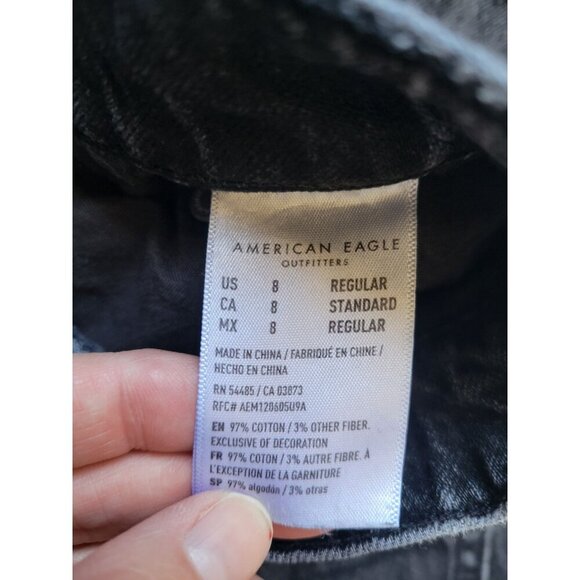 AMERICAN EAGLE
OUTFITTERS
US 8 REGULAR
CA 8 STANDARD
MX 8 REGULAR
MADE IN CHINA / FABRIQUÉ EN CHINE /
HECHO EN CHINA
RN 54485 / CA 03873
RFC# AEM120605U9A
EN 97% COTTON / 3% OTHER FIBER.
EXCLUSIVE OF DECORATION
FR 97% COTON / 3% AUTRE FIBRE. À
L'EXCEPTION DE LA GARNITURE
SP 97% algodón / 3% otras